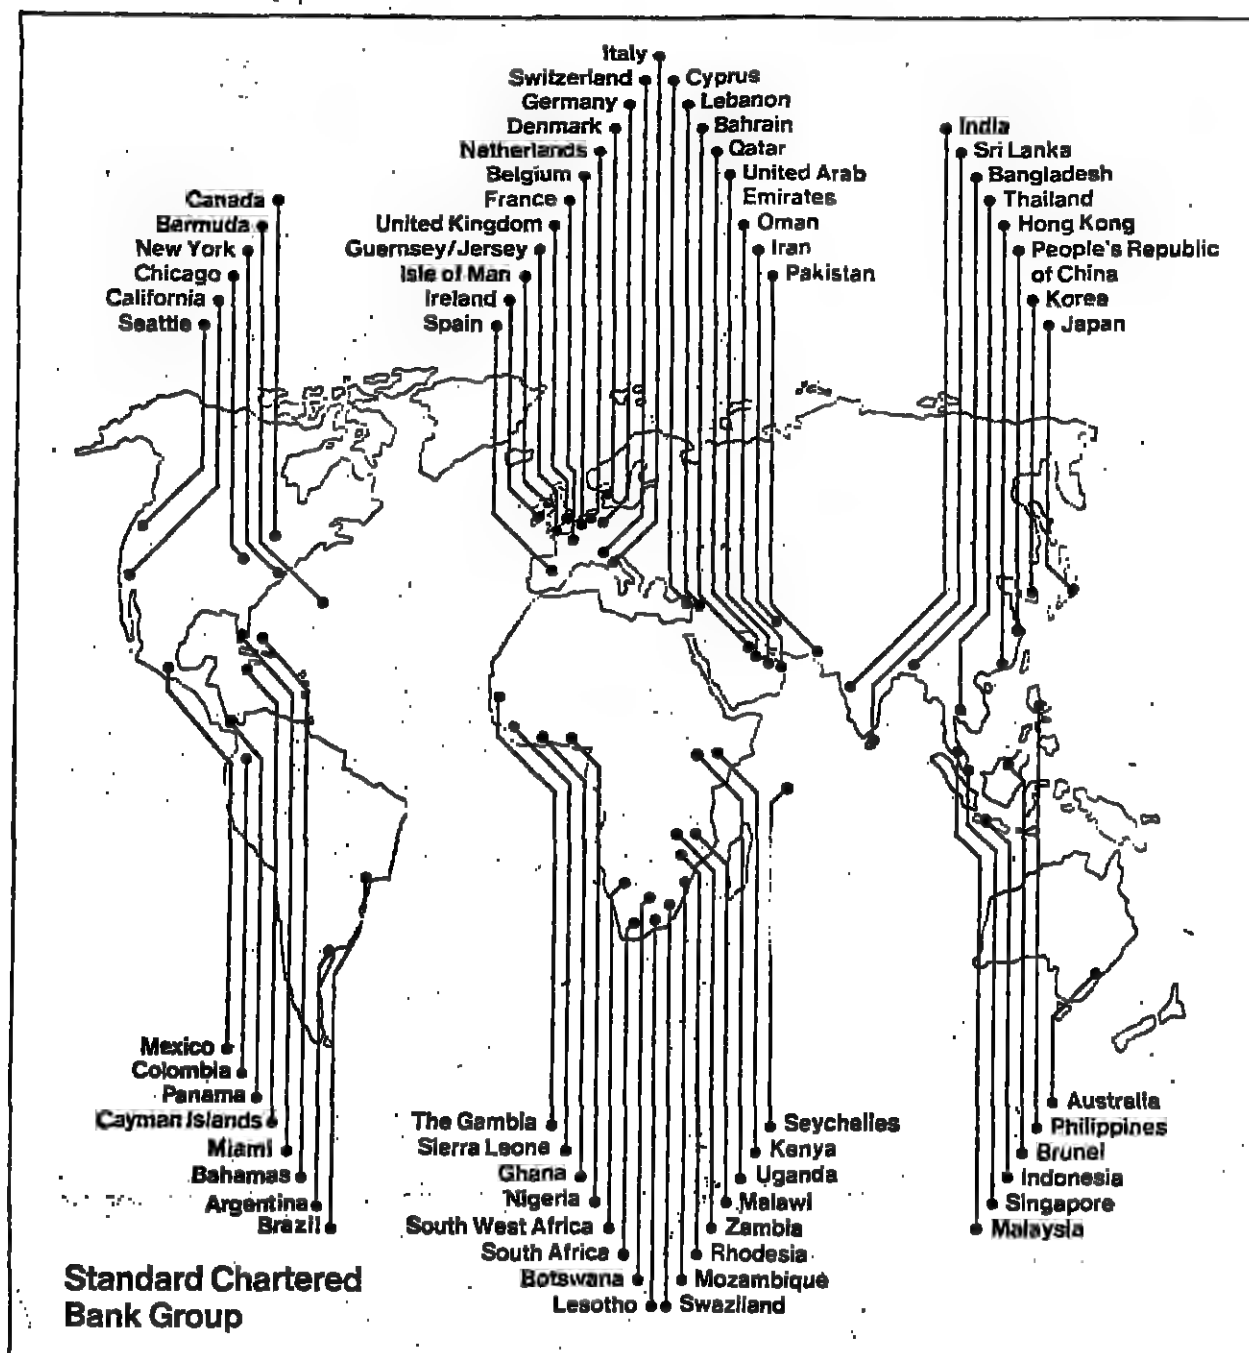 Canada
Bermuda
New York
Chicago
California
Seattle
Italy
Switzerland
Germany
Denmark
Netherlands
Belgium
France
United Kingdom
Guernsey/Jersey
Isle of Man
Ireland
Spain
Cyprus
Lebanon
Bahrain
Qatar
United Arab
Emirates
Oman
Iran
Pakistan
India
Sri Lanka
Bangladesh
Thailand
Hong Kong
People's Republic
of China
Korea
Japan
Mexico
Colombia
Panama
Cayman Islands
Miami
Bahamas
Argentina
Brazil
The Gambia
Sierra Leone
Ghana
Nigeria
South West Africa
South Africa
Botswana
Lesotho
Seychelles
Kenya
Uganda
Malawi
Zambia
Rhodesia
Mozambique
Swaziland
Australia
Philippines
Brunei
Indonesia
Singapore
Malaysia
Standard Chartered
Bank Group